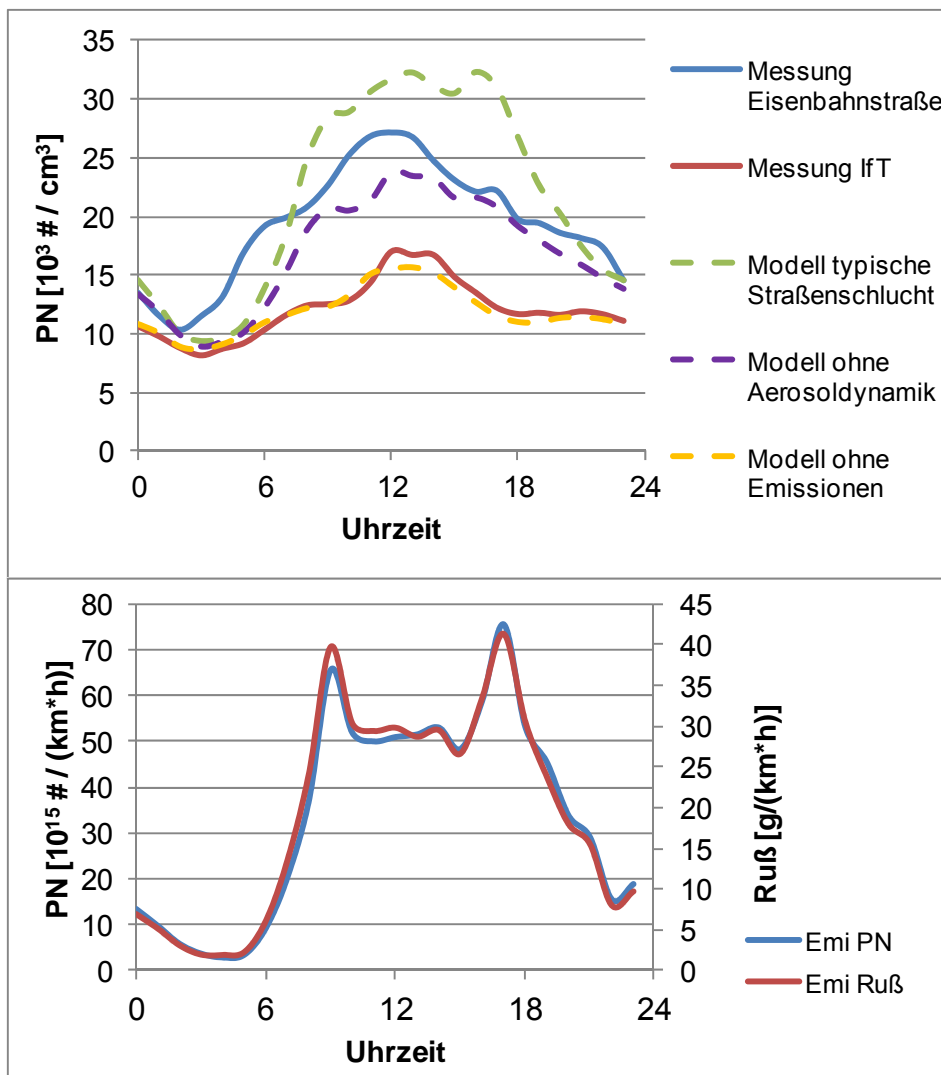 35
30
25
20
15
10
5
0
PN [10³ # / cm³]
0 6 12 18 24
Uhrzeit
Messung
Eisenbahnstraße
Messung IfT
Modell typische
Straßenschlucht
Modell ohne
Aerosoldynamik
Modell ohne
Emissionen
80
70
60
50
40
30
20
10
0
PN [10¹⁵ # / (km*h)]
45
40
35
30
25
20
15
10
5
0
Ruß [g/(km*h)]
0 6 12 18 24
Uhrzeit
Emi PN
Emi Ruß